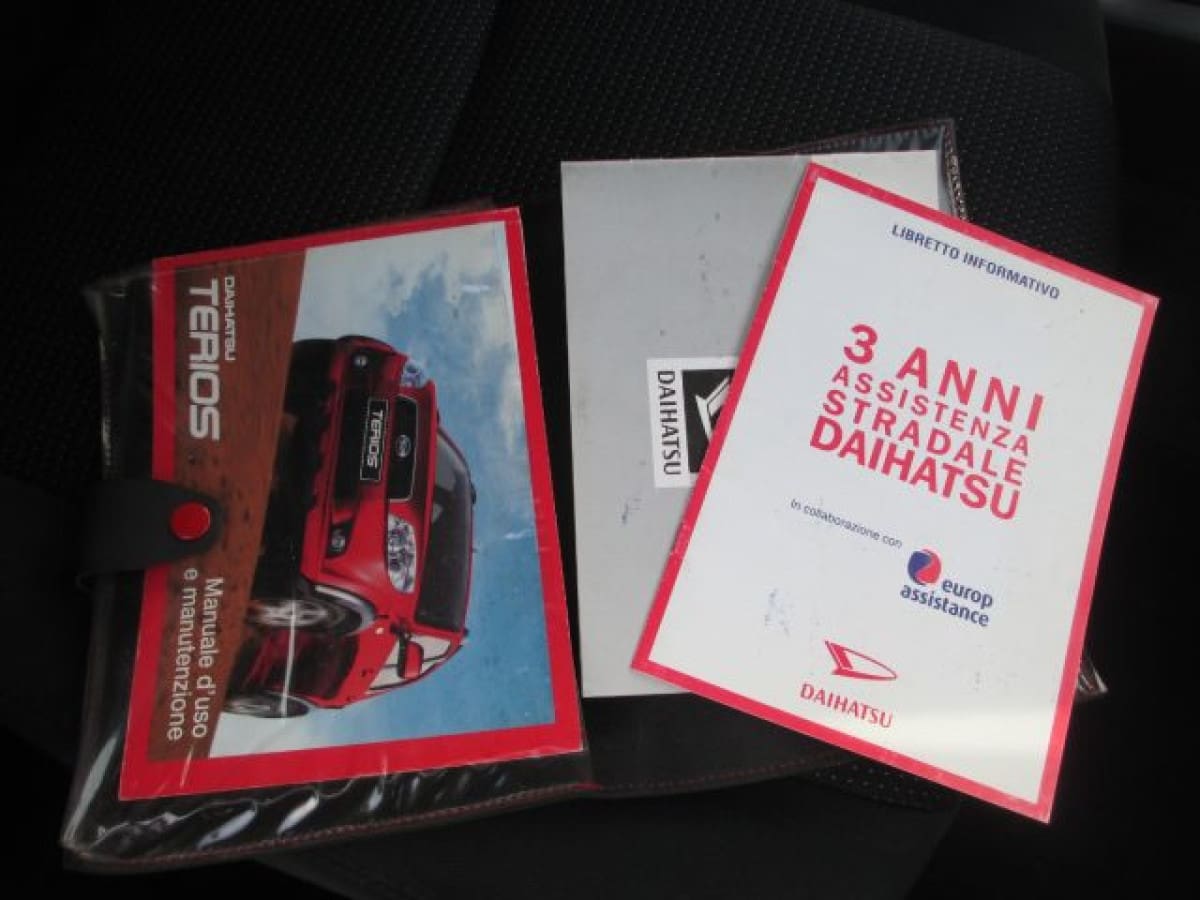 DAIHATSU
TERIOS
TERIOS
Manuale d'uso
e manutenzione
DAIHATSU
LIBRETTO INFORMATIVO
3 ANNI
ASSISTENZA
STRADALE
DAIHATSU
In collaborazione con
europ
assistance
DAIHATSU